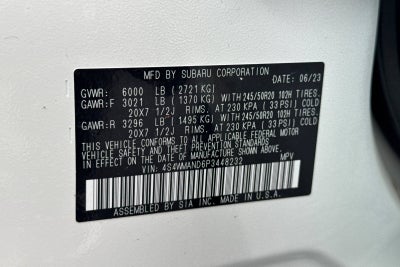 MFD BY SUBARU CORPORATION
DATE: 06/23
GVWR: 6000 LB (2721 KG)
GAWR:F 3021 LB (1370 KG) WITH 245/50R20 102H TIRES.
20X7 1/2J RIMS.AT 230 KPA (33 PSI) COLD
GAWR:R 3296 LB (1495 KG) WITH 245/50R20 102H TIRES.
20X7 1/2J RIMS.AT 230 KPA (33 PSI) COLD
THIS VEHICLE CONFORMS TO ALL APPLICABLE FEDERAL MOTOR
VEHICLE SAFETY AND THEFT PREVENTION STANDARDS
IN EFFECT ON THE DATE OF MANUFACTURE SHOWN ABOVE.
VIN: 4S4WMAND6P3448232 MPV
ASSEMBLED BY SIA INC. MADE IN U.S.A.